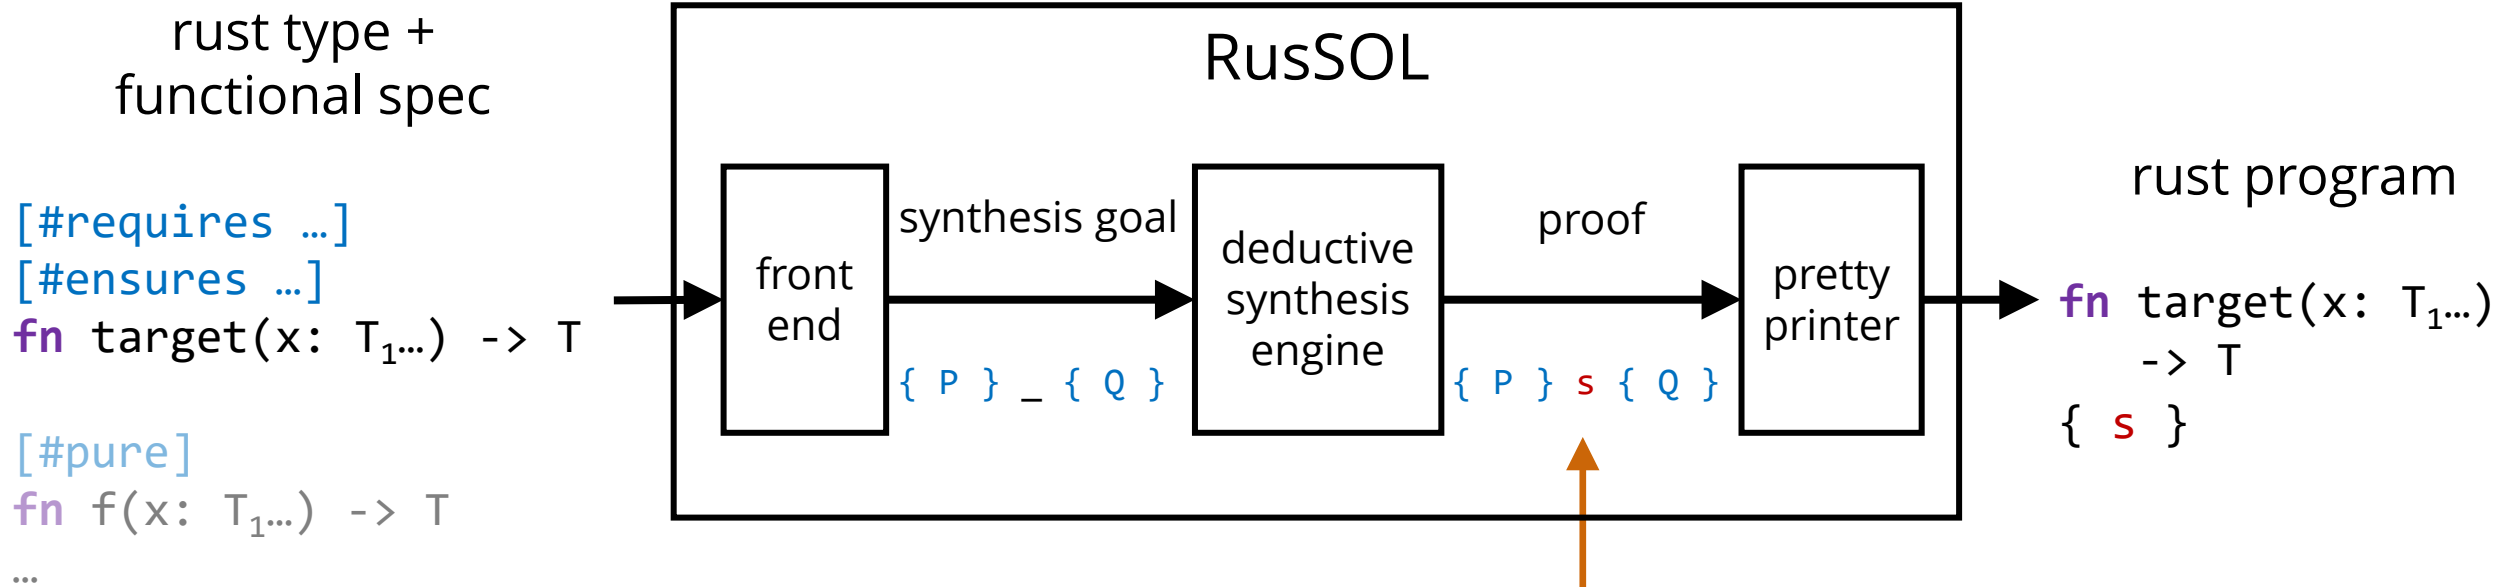 rust type +
functional spec
[#requires …]
[#ensures …]
fn target(x: T₁…) -> T
[#pure]
fn f(x: T₁…) -> T
…
RusSOL
front
end
synthesis goal
{ P } _ { Q }
deductive
synthesis
engine
proof
{ P } s { Q }
pretty
printer
rust program
fn target(x: T₁…)
-> T
{ s }